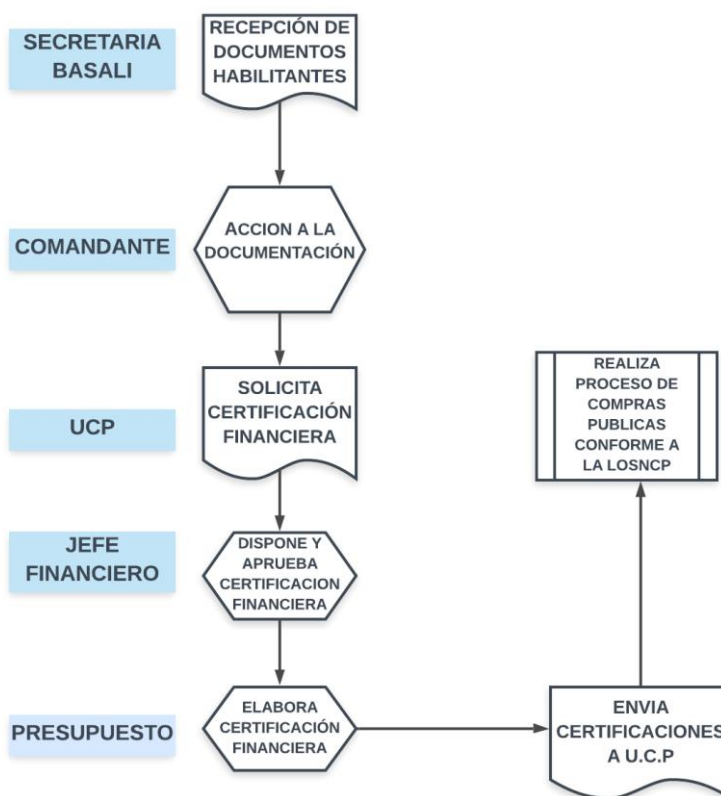 SECRETARIA
BASALI
RECEPCIÓN DE
DOCUMENTOS
HABILITANTES
COMANDANTE
ACCION A LA
DOCUMENTACIÓN
UCP
SOLICITA
CERTIFICACIÓN
FINANCIERA
REALIZA
PROCESO DE
COMPRAS
PUBLICAS
CONFORME A
LA LOSNCP
JEFE
FINANCIERO
DISPONE Y
APRUEBA
CERTIFICACION
FINANCIERA
PRESUPUESTO
ELABORA
CERTIFICACIÓN
FINANCIERA
ENVIA
CERTIFICACIONES
A U.C.P